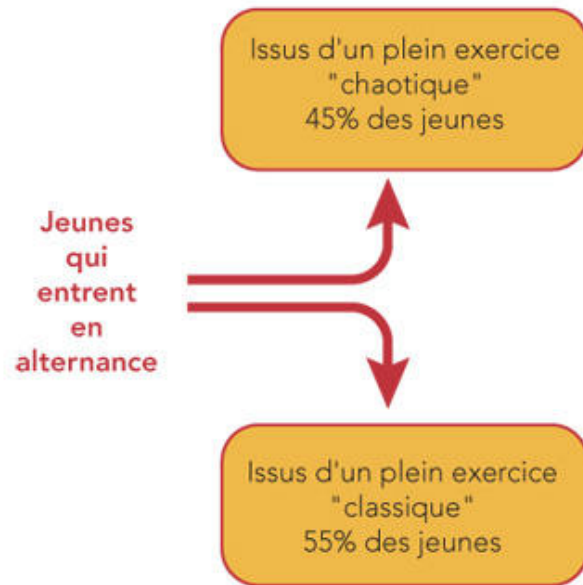 Issus d'un plein exercice
"chaotique"
45% des jeunes
Jeunes
qui
entrent
en
alternance
Issus d'un plein exercice
"classique"
55% des jeunes